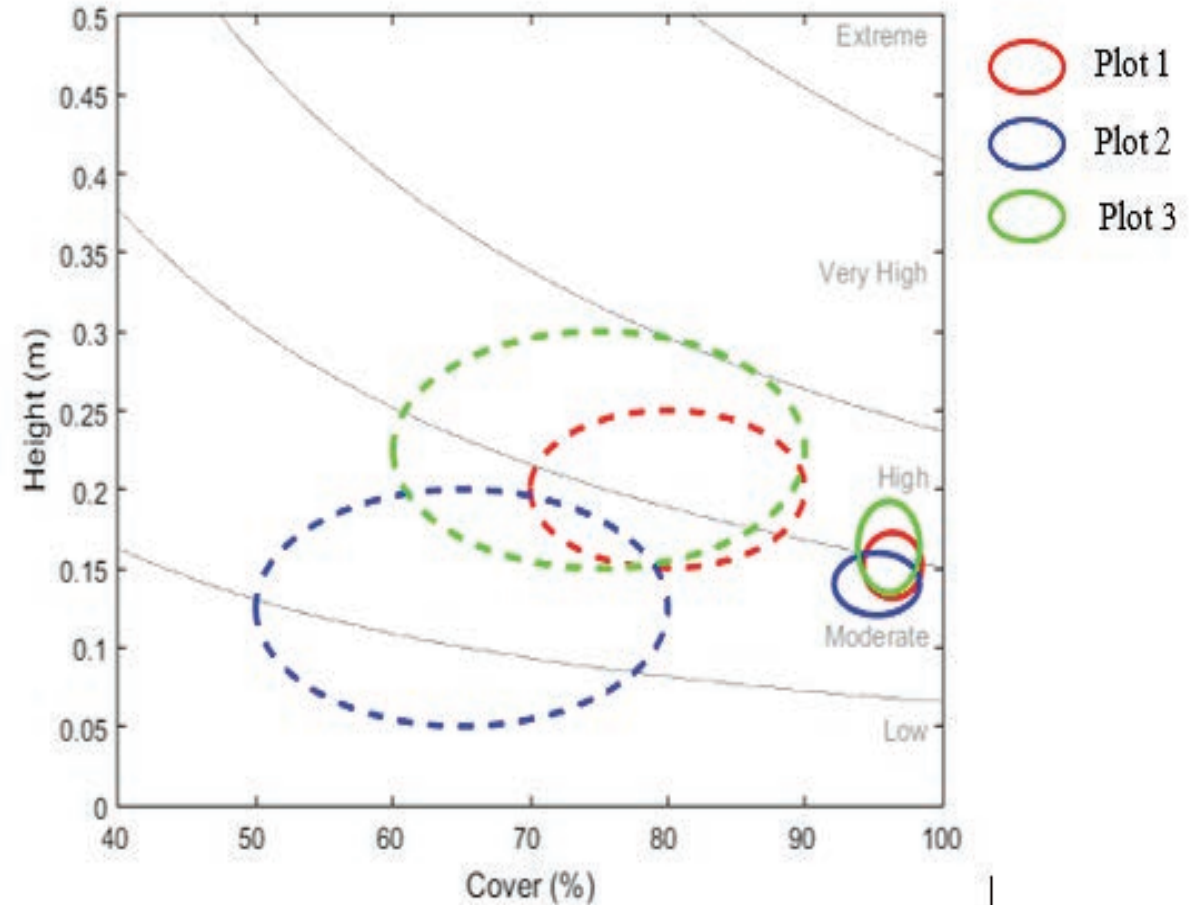 0.5
0.45
0.4
0.35
0.3
0.25
0.2
0.15
0.1
0.05
0
Height (m)
40 50 60 70 80 90 100
Cover (%)
Extreme
Very High
High
Moderate
Low
Plot 1
Plot 2
Plot 3